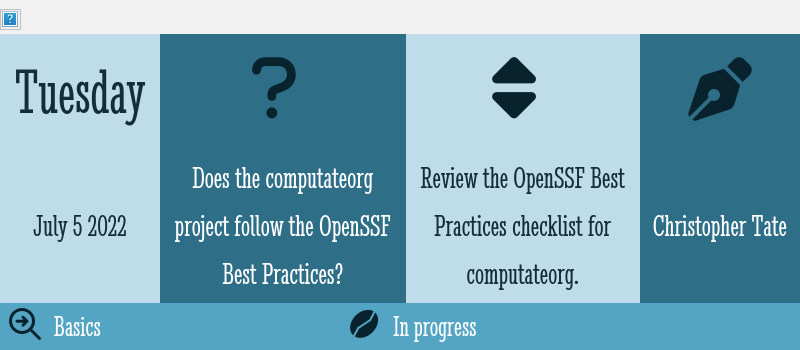 Tuesday
July 5 2022
Does the computateorg
project follow the OpenSSF
Best Practices?
Review the OpenSSF Best
Practices checklist for
computateorg.
Christopher Tate
Basics
In progress